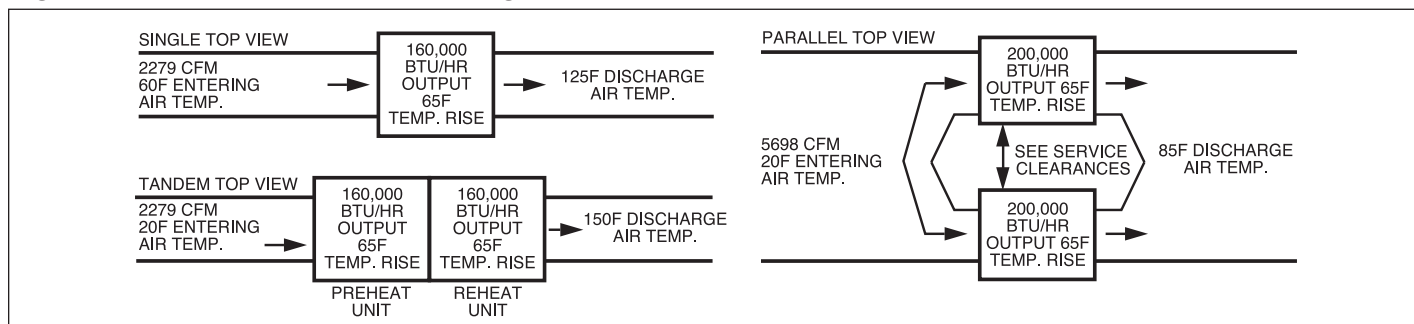 SINGLE TOP VIEW
2279 CFM
60F ENTERING
AIR TEMP.
160,000
BTU/HR
OUTPUT
65F
TEMP. RISE
125F DISCHARGE
AIR TEMP.
TANDEM TOP VIEW
2279 CFM
20F ENTERING
AIR TEMP.
160,000
BTU/HR
OUTPUT
65F
TEMP. RISE
PREHEAT
UNIT
160,000
BTU/HR
OUTPUT
65F
TEMP. RISE
REHEAT
UNIT
150F DISCHARGE
AIR TEMP.
PARALLEL TOP VIEW
200,000
BTU/HR
OUTPUT 65F
TEMP. RISE
5698 CFM
20F ENTERING
AIR TEMP.
SEE SERVICE
CLEARANCES
85F DISCHARGE
AIR TEMP.
200,000
BTU/HR
OUTPUT 65F
TEMP. RISE